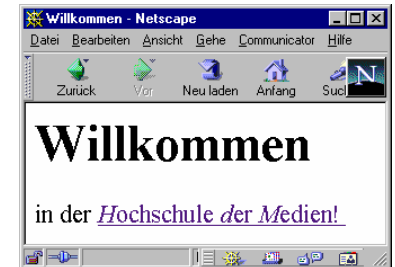 Willkommen - Netscape
Datei Bearbeiten Ansicht Gehe Communicator Hilfe
Zurück Vor Neu laden Anfang Such N
Willkommen
in der Hochschule der Medien!